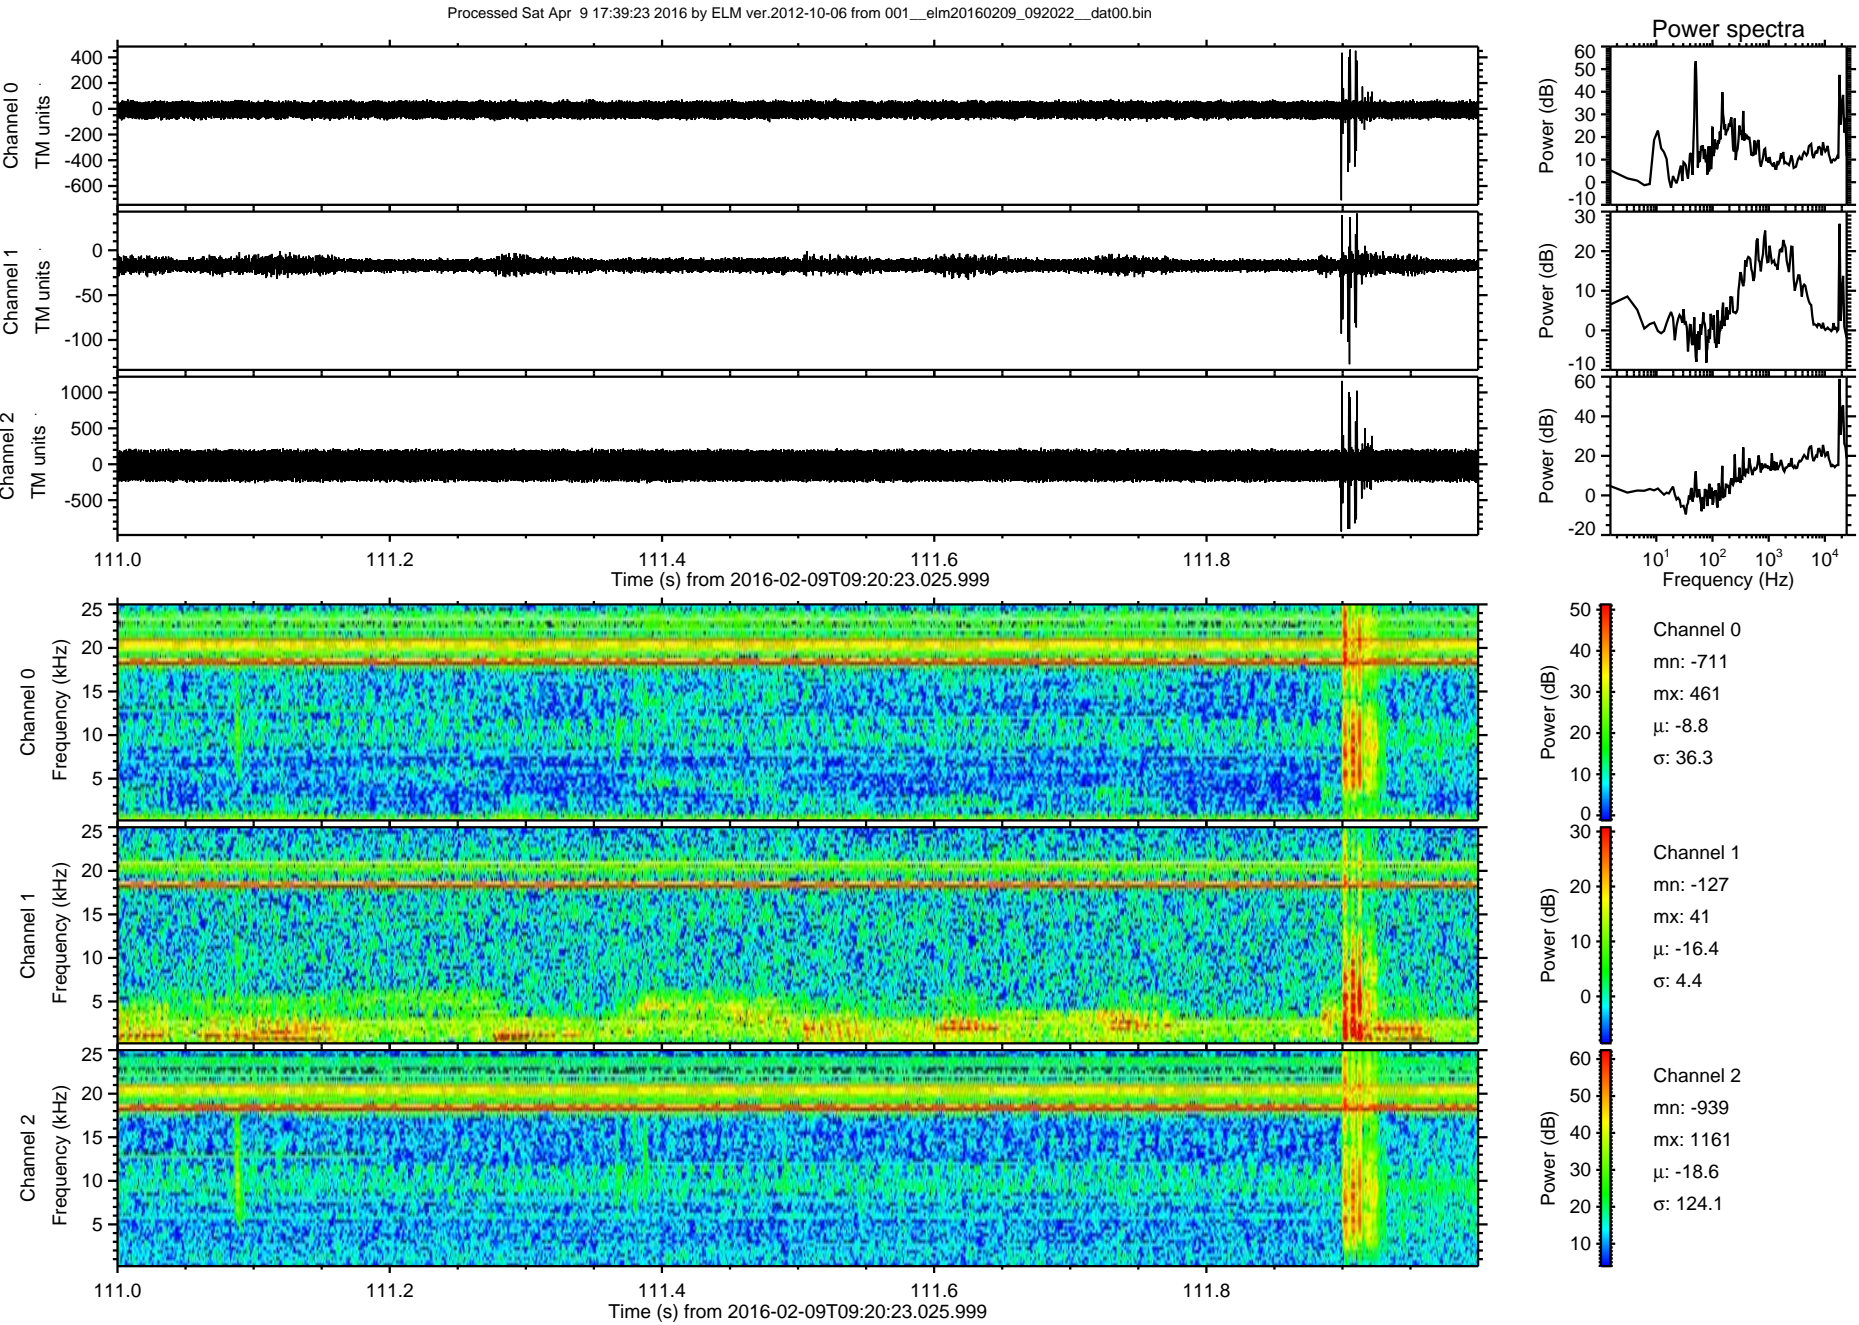 Processed Sat Apr  9 17:39:23 2016 by ELM ver.2012-10-06 from 001__elm20160209_092022__dat00.bin
Power spectra
Channel 0
TM units
400
200
0
-200
-400
-600
Power (dB)
60
50
40
30
20
10
0
-10
Channel 1
TM units
0
-50
-100
Power (dB)
30
20
10
0
-10
Channel 2
TM units
1000
500
0
-500
Power (dB)
60
40
20
0
-20
111.0 111.2 111.4 111.6 111.8
Time (s) from 2016-02-09T09:20:23.025.999
10¹ 10² 10³ 10⁴
Frequency (Hz)
Channel 0
Frequency (kHz)
25
20
15
10
5
Power (dB)
50
40
30
20
10
0
Channel 0
mn: -711
mx: 461
µ: -8.8
σ: 36.3
Channel 1
Frequency (kHz)
25
20
15
10
5
Power (dB)
30
20
10
0
Channel 1
mn: -127
mx: 41
µ: -16.4
σ: 4.4
Channel 2
Frequency (kHz)
25
20
15
10
5
Power (dB)
60
50
40
30
20
10
Channel 2
mn: -939
mx: 1161
µ: -18.6
σ: 124.1
111.0 111.2 111.4 111.6 111.8
Time (s) from 2016-02-09T09:20:23.025.999